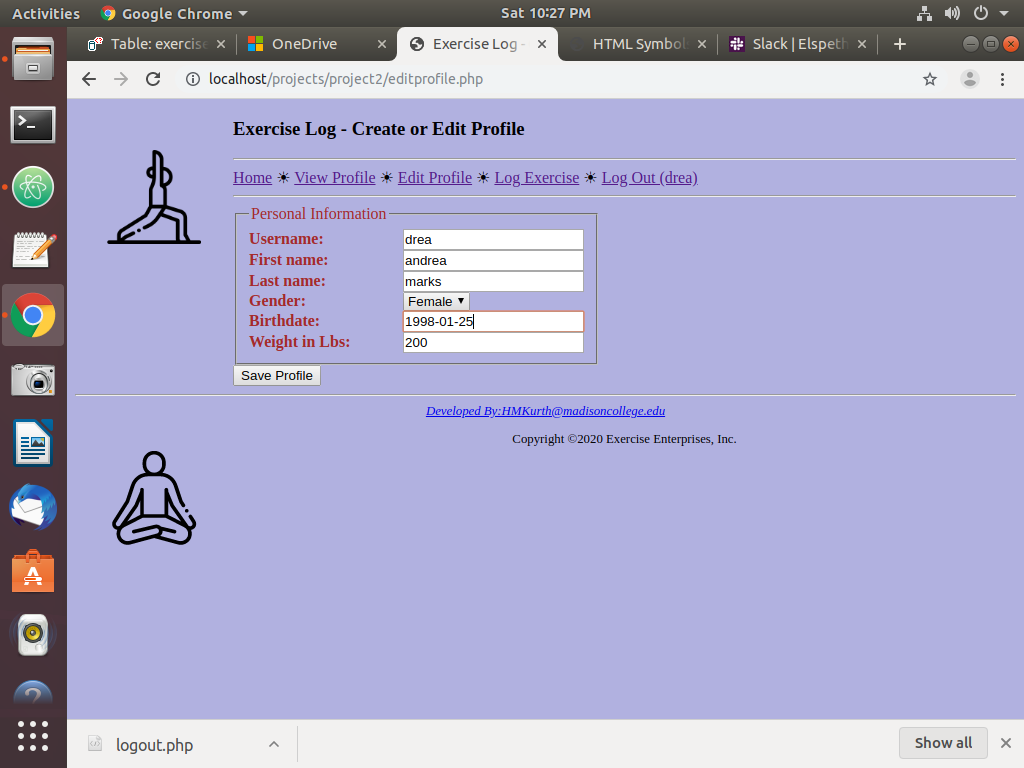 Activities Google Chrome Sat 10:27 PM
Table: exercise OneDrive Exercise Log - HTML Symbol Slack | Elspeth
localhost/projects/project2/editprofile.php
Exercise Log - Create or Edit Profile
Home ☀ View Profile ☀ Edit Profile ☀ Log Exercise ☀ Log Out (drea)
Personal Information
Username: drea
First name: andrea
Last name: marks
Gender: Female
Birthdate: 1998-01-25
Weight in Lbs: 200
Save Profile
Developed By:HMKurth@madisoncollege.edu
Copyright ©2020 Exercise Enterprises, Inc.
logout.php Show all